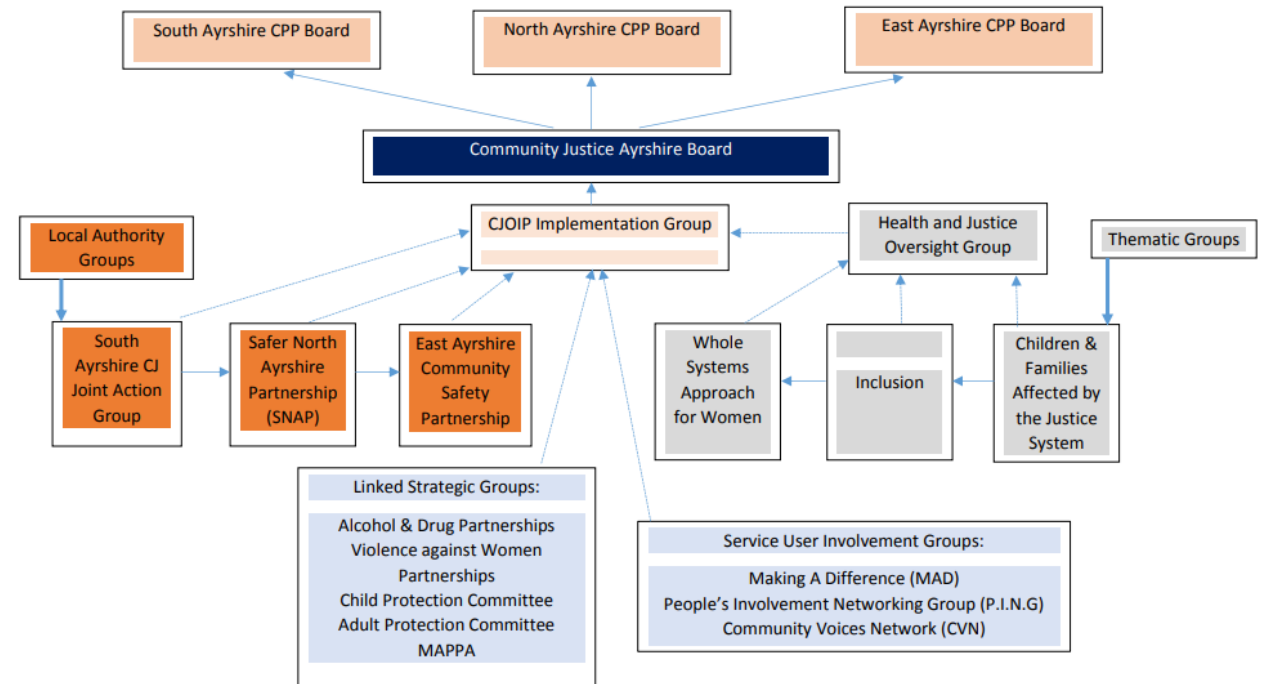 South Ayrshire CPP Board
North Ayrshire CPP Board
East Ayrshire CPP Board
Community Justice Ayrshire Board
CJOIP Implementation Group
Health and Justice
Oversight Group
Thematic Groups
Local Authority
Groups
South
Ayrshire CJ
Joint Action
Group
Safer North
Ayrshire
Partnership
(SNAP)
East Ayrshire
Community
Safety
Partnership
Whole
Systems
Approach
for Women
Inclusion
Children &
Families
Affected by
the Justice
System
Linked Strategic Groups:
Alcohol & Drug Partnerships
Violence against Women
Partnerships
Child Protection Committee
Adult Protection Committee
MAPPA
Service User Involvement Groups:
Making A Difference (MAD)
People’s Involvement Networking Group (P.I.N.G)
Community Voices Network (CVN)